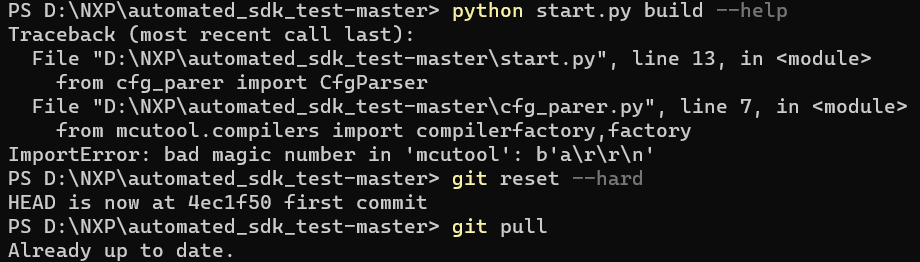 PS D:\NXP\automated_sdk_test-master> python start.py build --help
Traceback (most recent call last):
  File "D:\NXP\automated_sdk_test-master\start.py", line 13, in <module>
    from cfg_parer import CfgParser
  File "D:\NXP\automated_sdk_test-master\cfg_parer.py", line 7, in <module>
    from mcutool.compilers import compilerfactory,factory
ImportError: bad magic number in 'mcutool': b'a\r\r\n'
PS D:\NXP\automated_sdk_test-master> git reset --hard
HEAD is now at 4ec1f50 first commit
PS D:\NXP\automated_sdk_test-master> git pull
Already up to date.